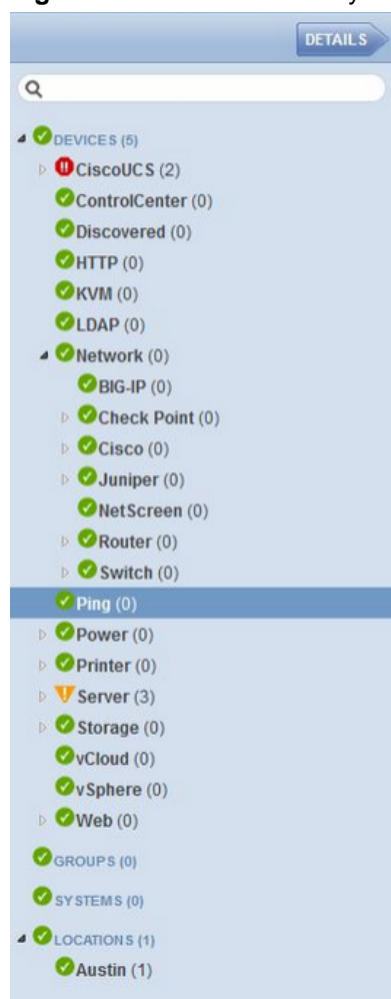 DETAILS
DEVICES (5)
CiscoUCS (2)
ControlCenter (0)
Discovered (0)
HTTP (0)
KVM (0)
LDAP (0)
Network (0)
BIG-IP (0)
Check Point (0)
Cisco (0)
Juniper (0)
NetScreen (0)
Router (0)
Switch (0)
Ping (0)
Power (0)
Printer (0)
Server (3)
Storage (0)
vCloud (0)
vSphere (0)
Web (0)
GROUPS (0)
SYSTEMS (0)
LOCATIONS (1)
Austin (1)